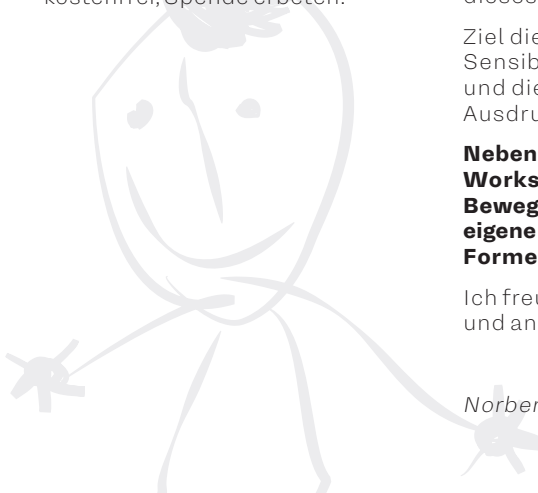 kostenfrei, Spende erbeten.
dieses
Ziel die
Sensib
und die
Ausdru
Neben
Works
Beweg
eigene
Forme
Ich freu
und an
Norber